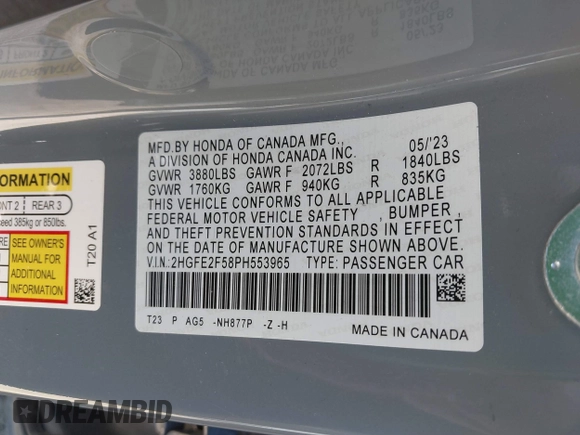 MFD.BY HONDA OF CANADA MFG., 05/'23
A DIVISION OF HONDA CANADA INC.
GVWR 3880LBS GAWR F 2072LBS R 1840LBS
GVWR 1760KG GAWR F 940KG R 835KG
THIS VEHICLE CONFORMS TO ALL APPLICABLE
FEDERAL MOTOR VEHICLE SAFETY , BUMPER ,
AND THEFT PREVENTION STANDARDS IN EFFECT
ON THE DATE OF MANUFACTURE SHOWN ABOVE.
V.I.N.:2HGFE2F58PH553965 TYPE: PASSENGER CAR
T23 P AG5 -NH877P -Z -H
MADE IN CANADA
ORMATION
ONT 2 REAR 3
ceed 385kg or 850lbs.
SEE OWNER'S
MANUAL FOR
ADDITIONAL
INFORMATION
T20 A1
DREAMBID